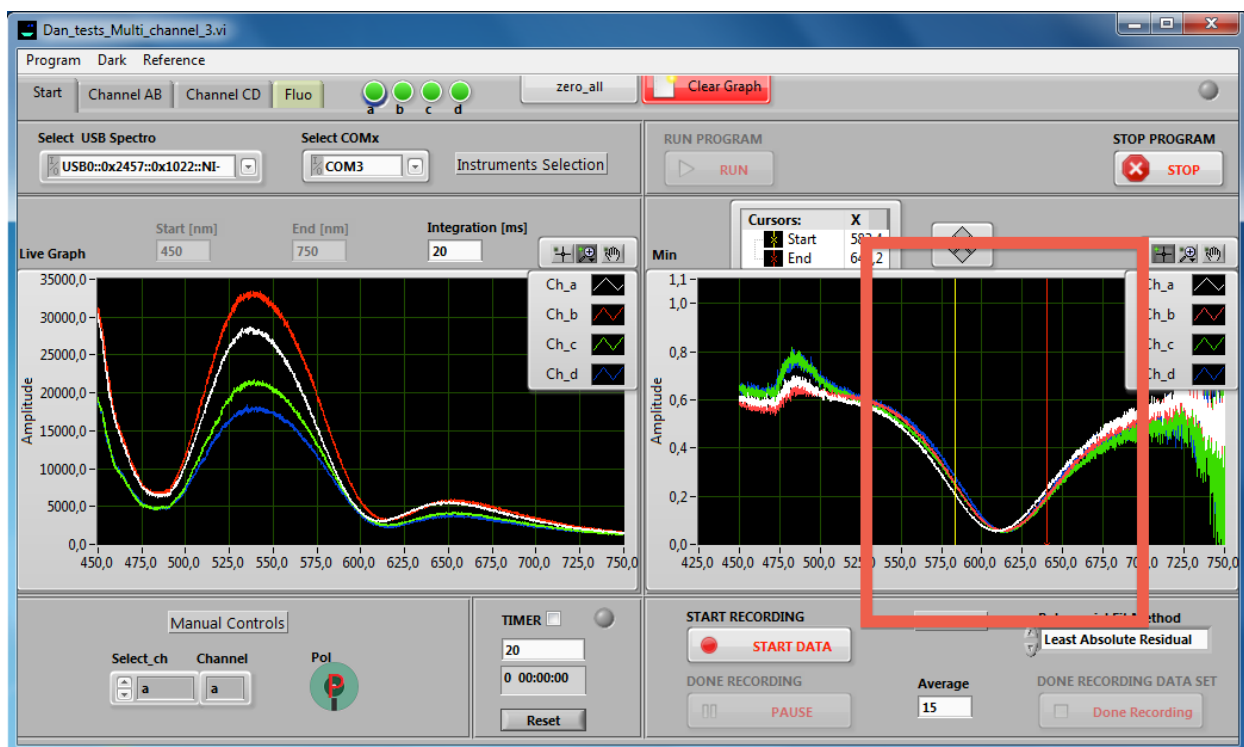 Dan_tests_Multi_channel_3.vi
Program Dark Reference
Start Channel AB Channel CD Fluo a b c d zero_all Clear Graph
Select USB Spectro Select COMx
USB0::0x2457::0x1022::NI- COM3 Instruments Selection
RUN PROGRAM STOP PROGRAM
RUN STOP
Start [nm] End [nm] Integration [ms]
Live Graph 450 750 20
Ch_a
Ch_b
Ch_c
Ch_d
Amplitude
35000,0
30000,0
25000,0
20000,0
15000,0
10000,0
5000,0
0,0
450,0 475,0 500,0 525,0 550,0 575,0 600,0 625,0 650,0 675,0 700,0 725,0 750,0
Cursors: X
Start
End
Min
Ch_a
Ch_b
Ch_c
Ch_d
Amplitude
1,1
1,0
0,8
0,6
0,4
0,2
0,0
425,0 450,0 475,0 500,0 550,0 575,0 600,0 625,0 650,0 675,0 725,0 750,0
Manual Controls
Select_ch Channel Pol
a a P
TIMER
20
0 00:00:00
Reset
START RECORDING
START DATA
Least Absolute Residual
DONE RECORDING Average DONE RECORDING DATA SET
PAUSE 15 Done Recording